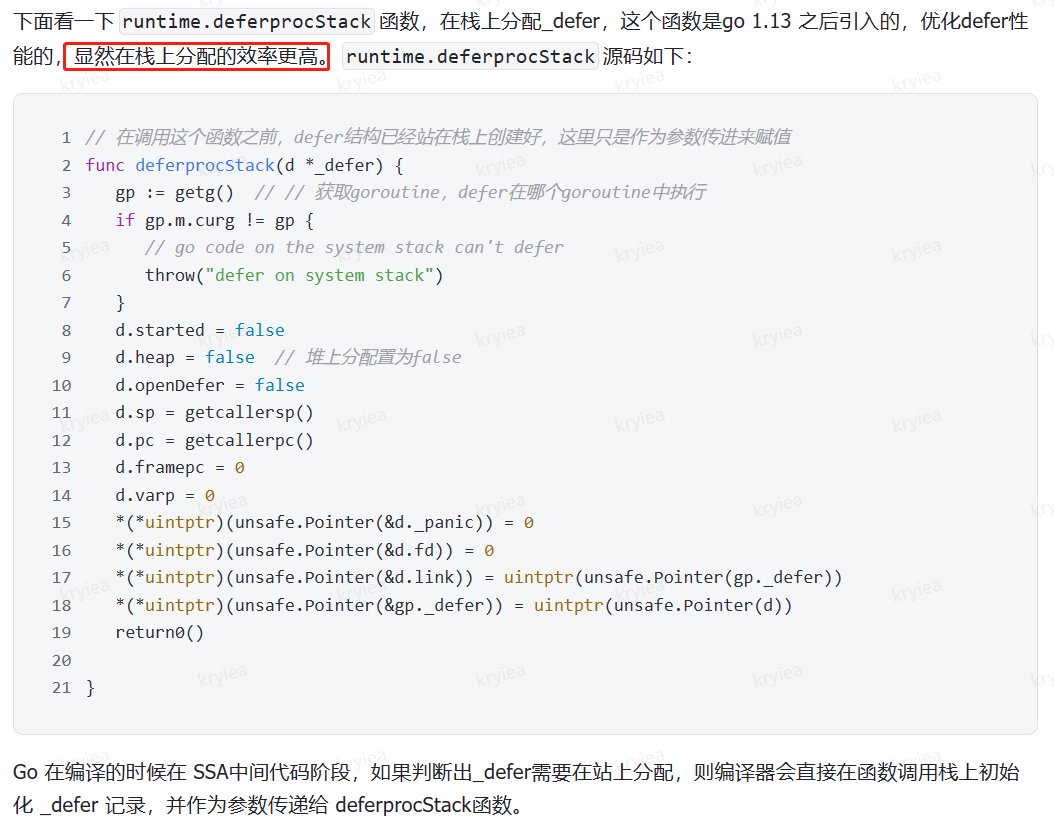 下面看一下 runtime.deferprocStack 函数，在栈上分配_defer，这个函数是go 1.13 之后引入的，优化defer性
能的，显然在栈上分配的效率更高。 runtime.deferprocStack 源码如下：
1 // 在调用这个函数之前，defer结构已经站在栈上创建好，这里只是作为参数传进来赋值
2 func deferprocStack(d *_defer) {
3 gp := getg() // // 获取goroutine，defer在哪个goroutine中执行
4 if gp.m.curg != gp {
5 // go code on the system stack can't defer
6 throw("defer on system stack")
7 }
8 d.started = false
9 d.heap = false // 堆上分配置为false
10 d.openDefer = false
11 d.sp = getcallersp()
12 d.pc = getcallerpc()
13 d.framepc = 0
14 d.varp = 0
15 *(*uintptr)(unsafe.Pointer(&d._panic)) = 0
16 *(*uintptr)(unsafe.Pointer(&d.fd)) = 0
17 *(*uintptr)(unsafe.Pointer(&d.link)) = uintptr(unsafe.Pointer(gp._defer))
18 *(*uintptr)(unsafe.Pointer(&gp._defer)) = uintptr(unsafe.Pointer(d))
19 return0()
20
21 }
Go 在编译的时候在 SSA中间代码阶段，如果判断出_defer需要在站上分配，则编译器会直接在函数调用栈上初始
化 _defer 记录，并作为参数传递给 deferprocStack函数。
kryiea